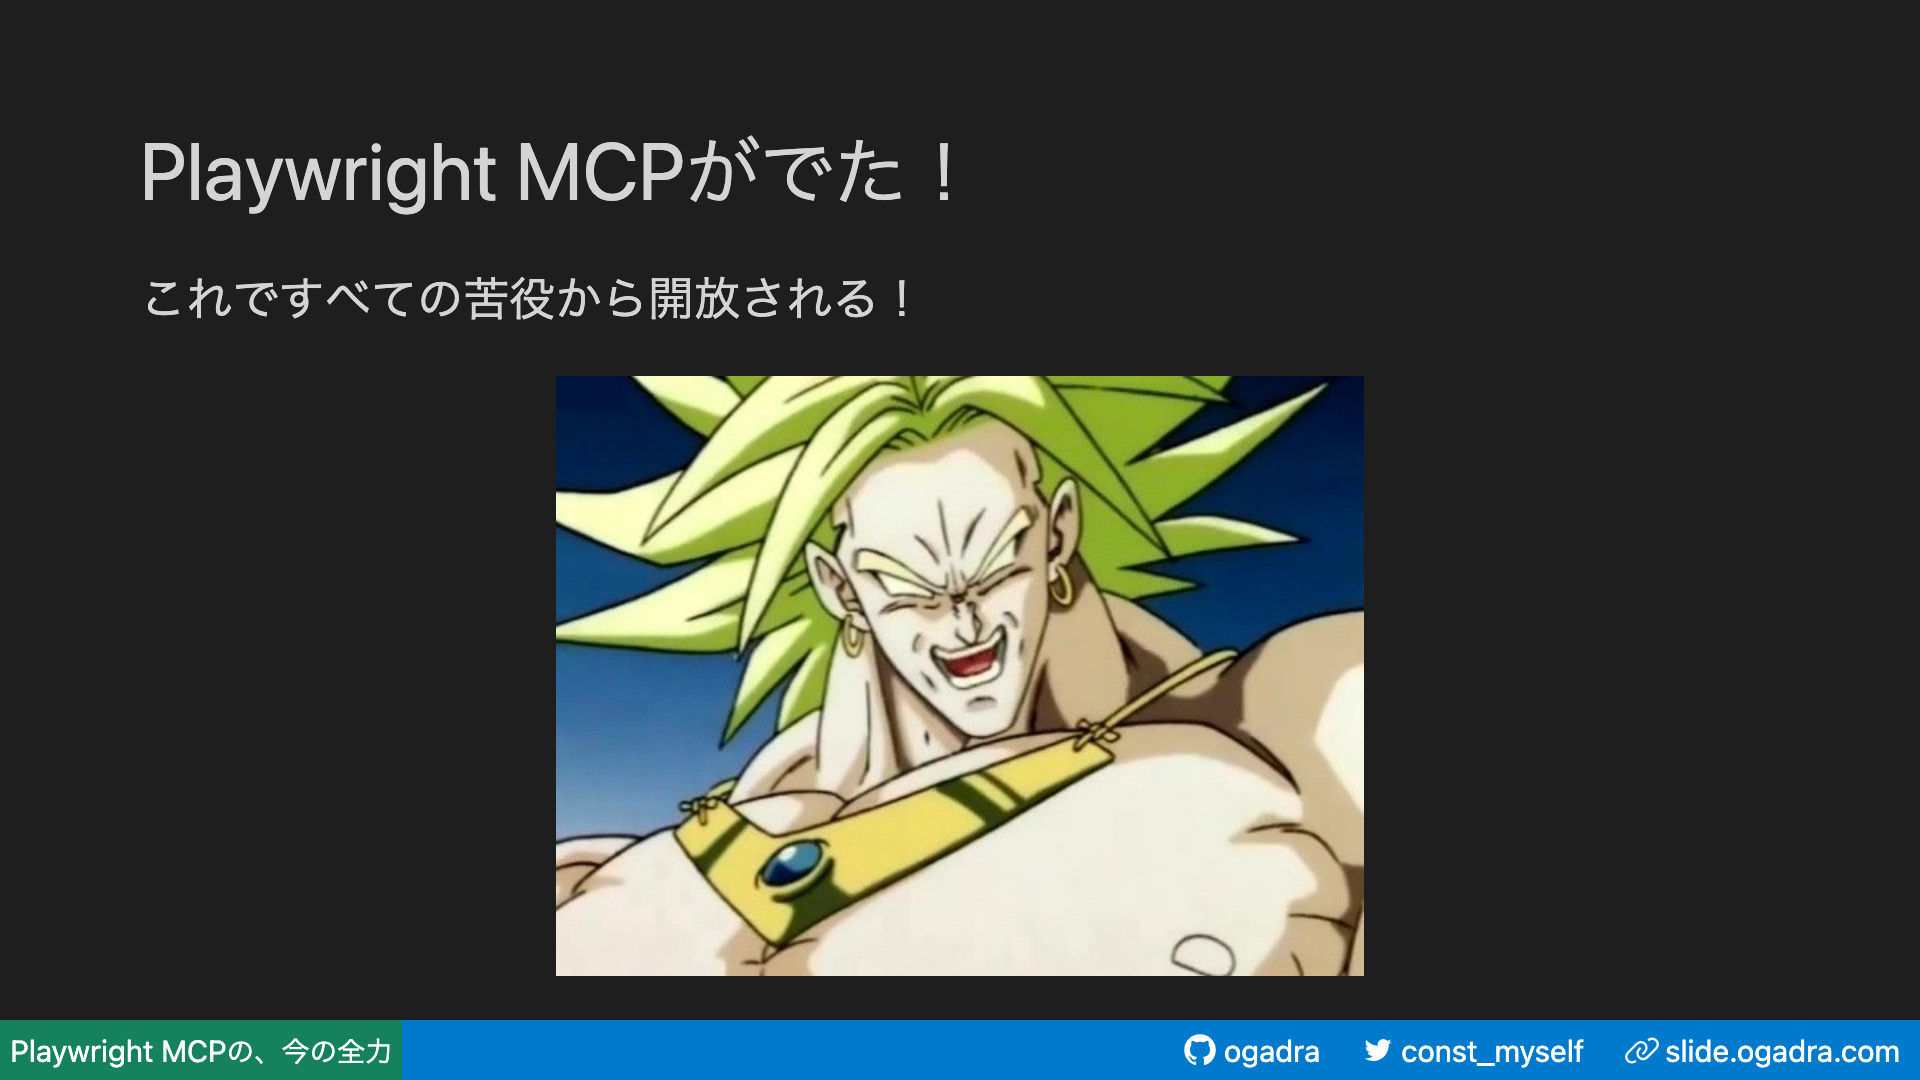 Playwright MCPがでた！
これですべての苦役から開放される！
Playwright MCPの、今の全力
ogadra
const_myself
slide.ogadra.com